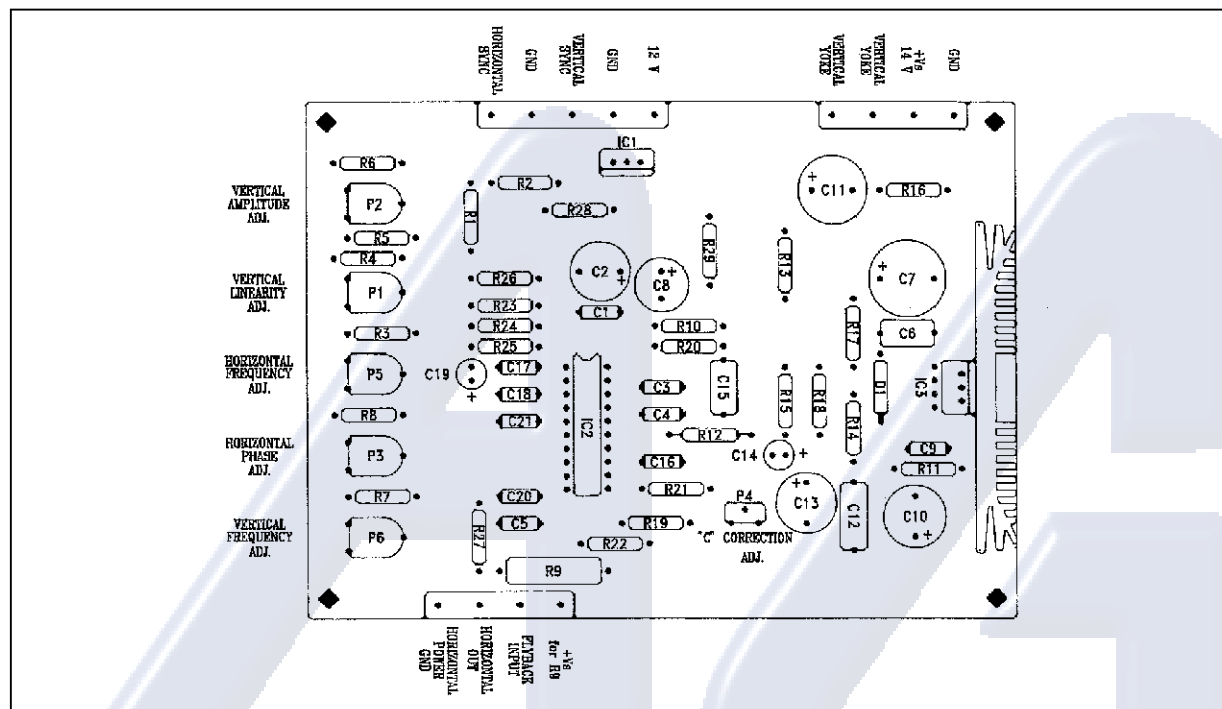 HORIZONTAL
SYNC
GND
VERTICAL
SYNC
GND
12 V
VERTICAL
YOKE
VERTICAL
YOKE
+Vs
14 V
GND
IC1
R6
R2
C11
R16
VERTICAL
AMPLITUDE
ADJ.
P2
R1
R28
R5
R29
R13
R4
C2
+
C8
+
C7
+
VERTICAL
LINEARITY
ADJ.
P1
R26
R23
C1
R3
R24
R10
R17
C6
R25
R20
HORIZONTAL
FREQUENCY
ADJ.
P5
C19
+
C17
C18
C3
C15
R15
R18
D1
IC3
R8
C21
IC2
C4
R12
R14
HORIZONTAL
PHASE
ADJ.
P3
C16
C14
+
C9
R11
R7
C20
R21
P4
C13
+
C12
C10
+
VERTICAL
FREQUENCY
ADJ.
P6
R27
C5
R19
R22
"C" CORRECTION
ADJ.
R9
HORIZONTAL
POWER
GND
HORIZONTAL
OUT
FLYBACK
INPUT
+Vs
for R9